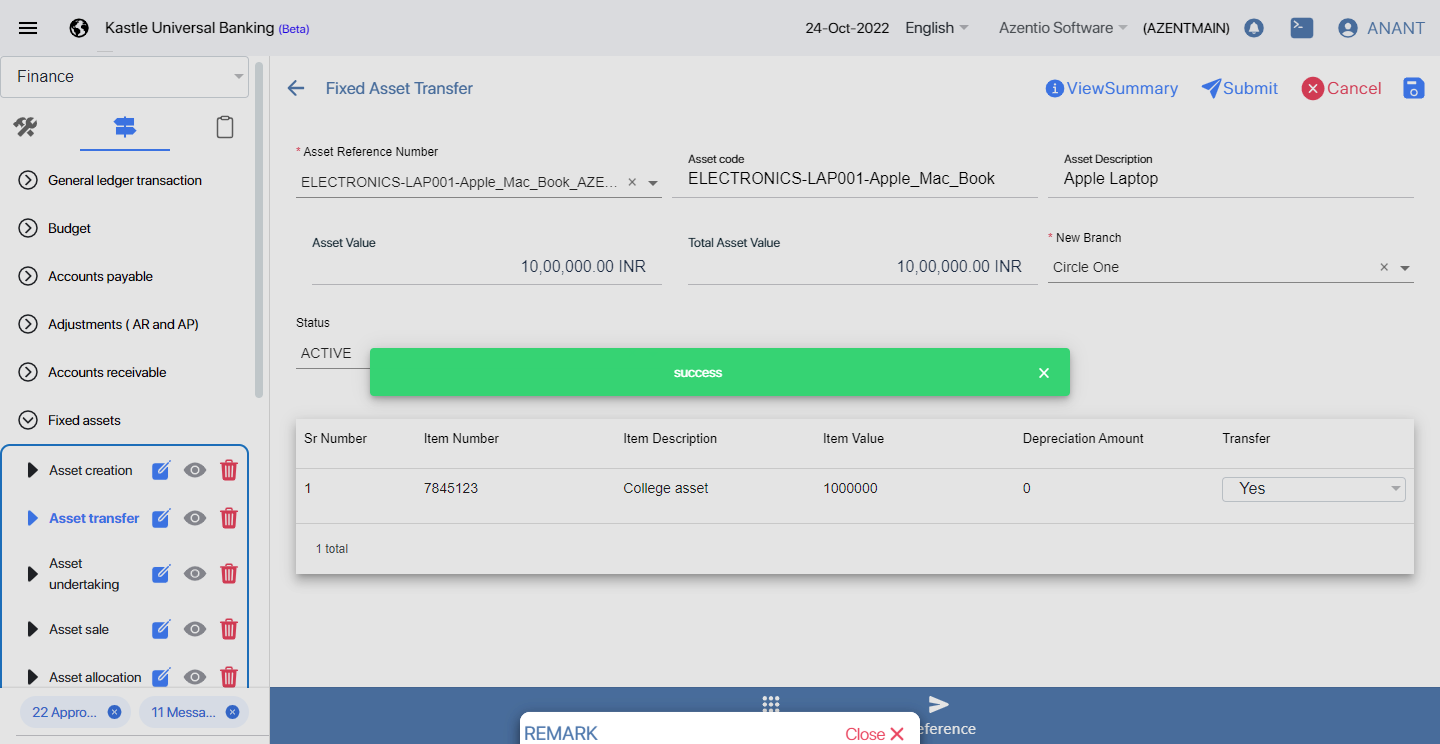 Kastle Universal Banking (Beta)
24-Oct-2022
English
Azentio Software
(AZENTMAIN)
ANANT
Finance
Fixed Asset Transfer
ViewSummary
Submit
Cancel
General ledger transaction
Budget
Accounts payable
Adjustments ( AR and AP)
Accounts receivable
Fixed assets
Asset creation
Asset transfer
Asset
undertaking
Asset sale
Asset allocation
22 Appro...
11 Messa...
* Asset Reference Number
ELECTRONICS-LAP001-Apple_Mac_Book_AZE...
Asset code
ELECTRONICS-LAP001-Apple_Mac_Book
Asset Description
Apple Laptop
Asset Value
10,00,000.00 INR
Total Asset Value
10,00,000.00 INR
* New Branch
Circle One
Status
ACTIVE
success
Sr Number Item Number Item Description Item Value Depreciation Amount Transfer
1 7845123 College asset 1000000 0 Yes
1 total
eference
REMARK
Close